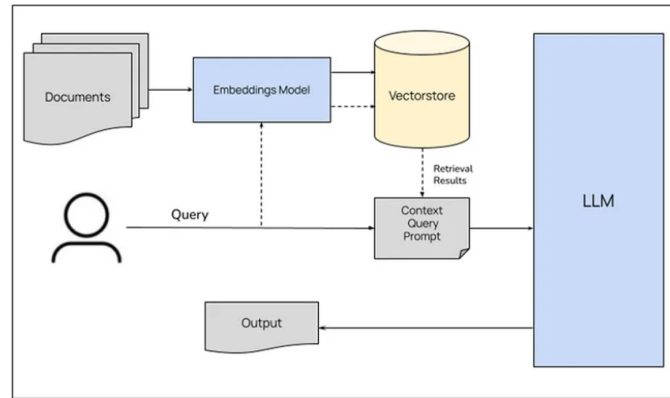 Documents
Embeddings Model
Vectorstore
Retrieval
Results
Query
Context
Query
Prompt
LLM
Output